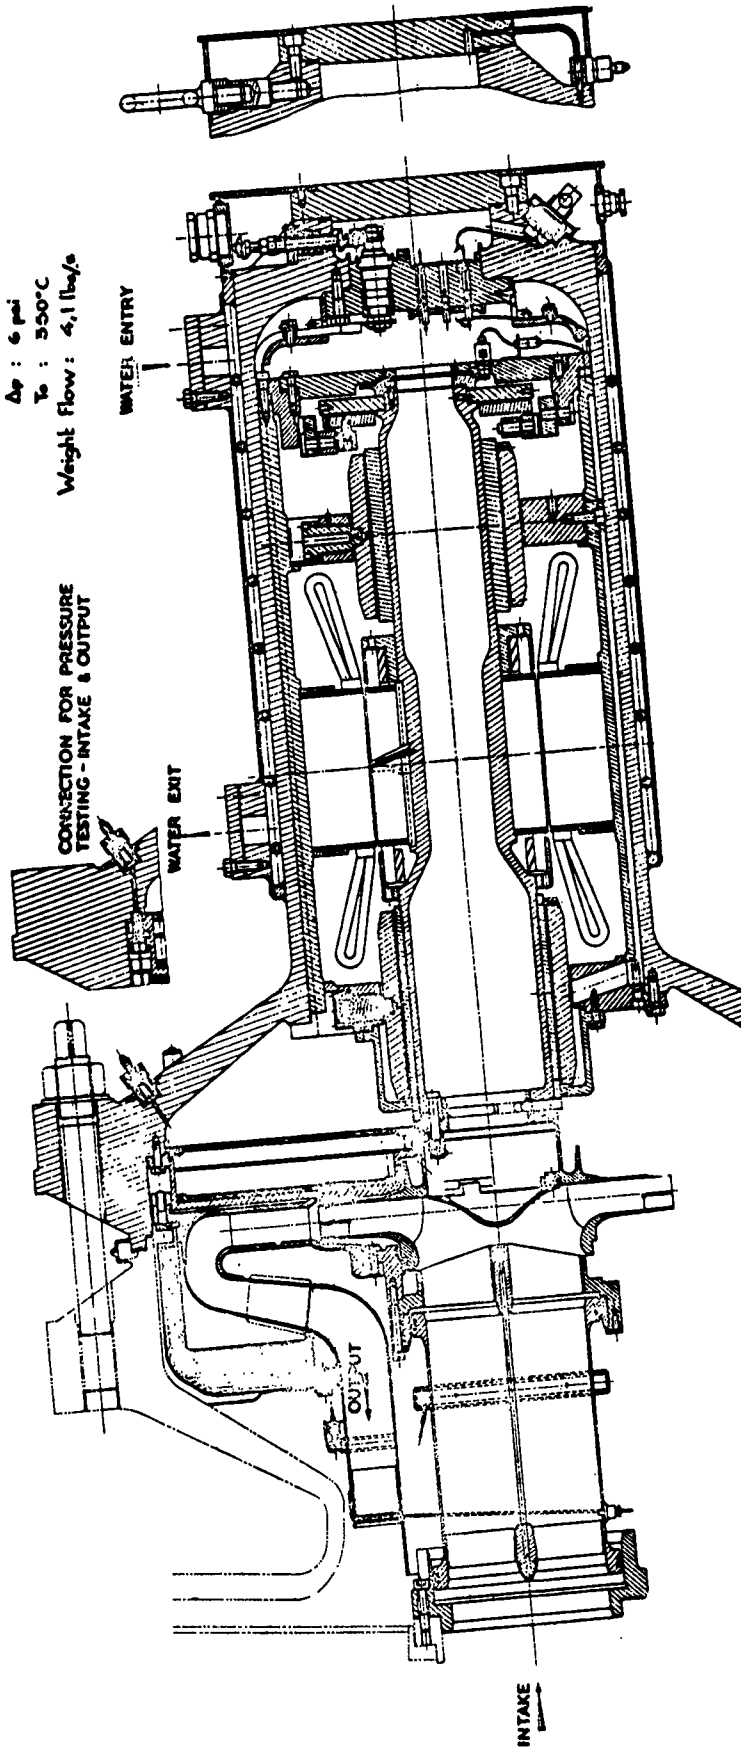 Δp : 6 psi
To : 350°C
Weight Flow : 4,1 lbs/s
WATER ENTRY
CONNECTION FOR PRESSURE
TESTING - INTAKE & OUTPUT
WATER EXIT
OUTPUT
INTAKE